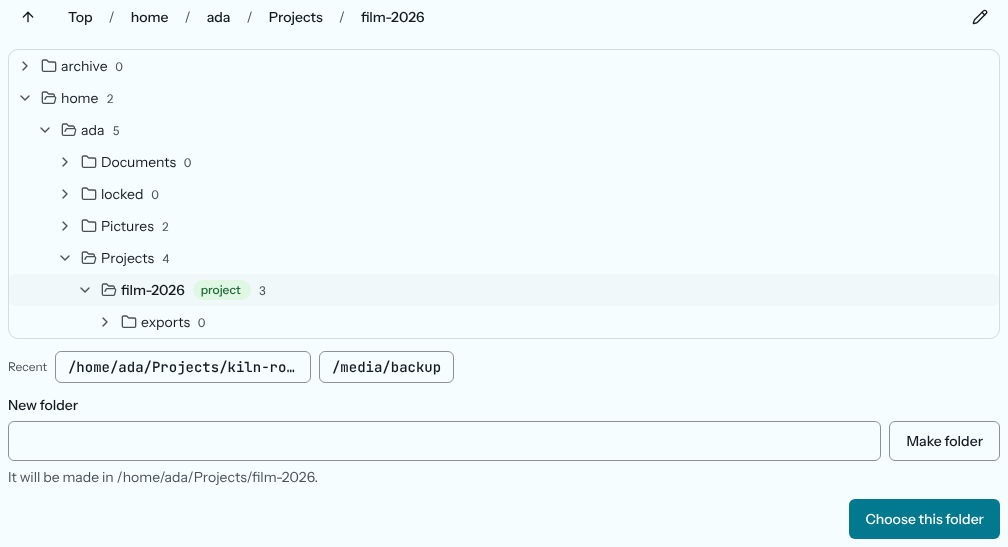 Top / home / ada / Projects / film-2026
archive 0
home 2
ada 5
Documents 0
locked 0
Pictures 2
Projects 4
film-2026 project 3
exports 0
Recent /home/ada/Projects/kiln-ro… /media/backup
New folder
Make folder
It will be made in /home/ada/Projects/film-2026.
Choose this folder